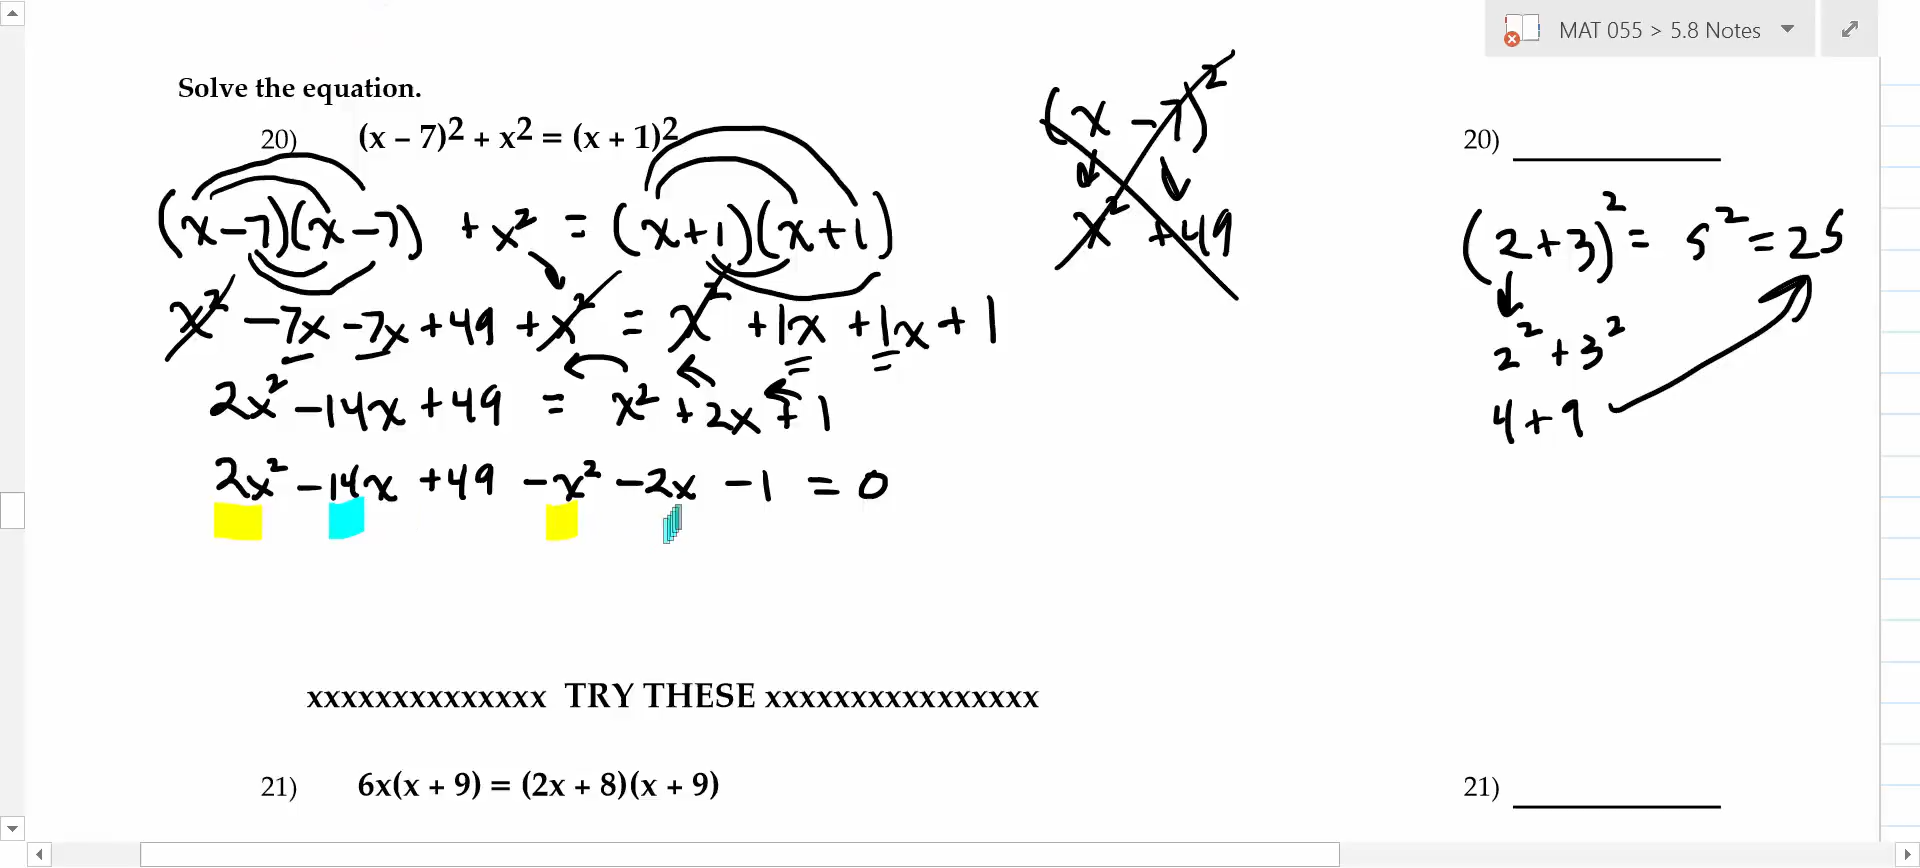 MAT 055 > 5.8 Notes
Solve the equation.
20) (x – 7)² + x² = (x + 1)²
20)
(x - 7)²
x² + 49
(x - 7)(x - 7) + x² = (x + 1)(x + 1)
x² - 7x - 7x + 49 + x² = x² + 1x + 1x + 1
2x² - 14x + 49 = x² + 2x + 1
2x² - 14x + 49 - x² - 2x - 1 = 0
(2 + 3)² = 5² = 25
2² + 3²
4 + 9
xxxxxxxxxxxxxx TRY THESE xxxxxxxxxxxxxxxx
21) 6x(x + 9) = (2x + 8)(x + 9)
21)